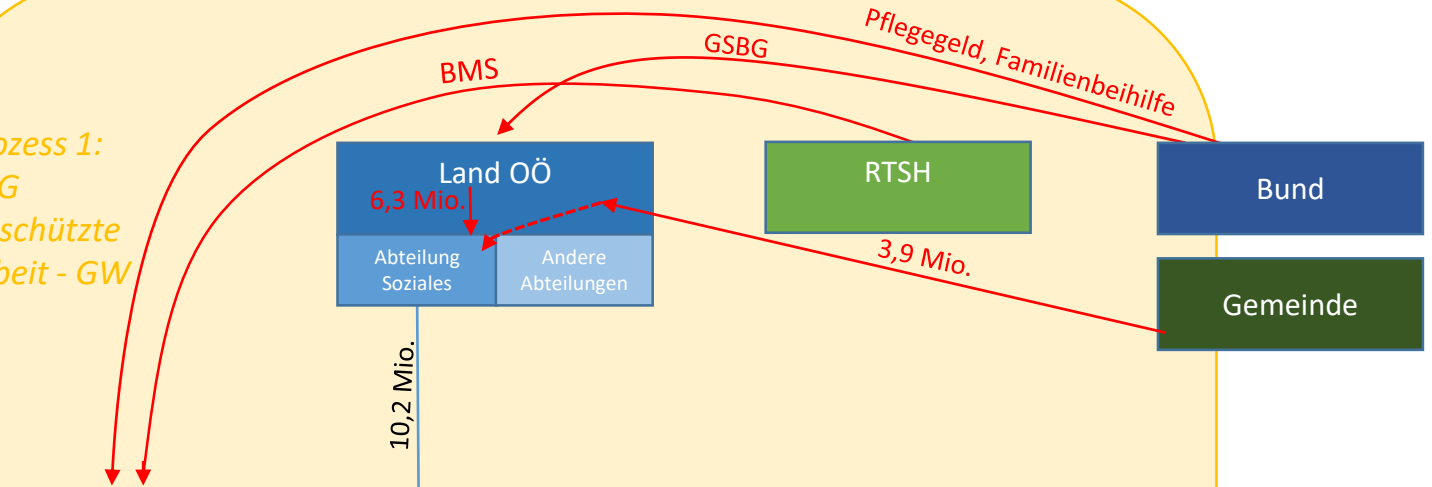 Pflegegeld, Familienbeihilfe
GSBG
BMS
ozess 1:
G
schützte
beit - GW
Land OÖ
6,3 Mio.
Abteilung
Soziales
Andere
Abteilungen
RTSH
Bund
3,9 Mio.
Gemeinde
10,2 Mio.